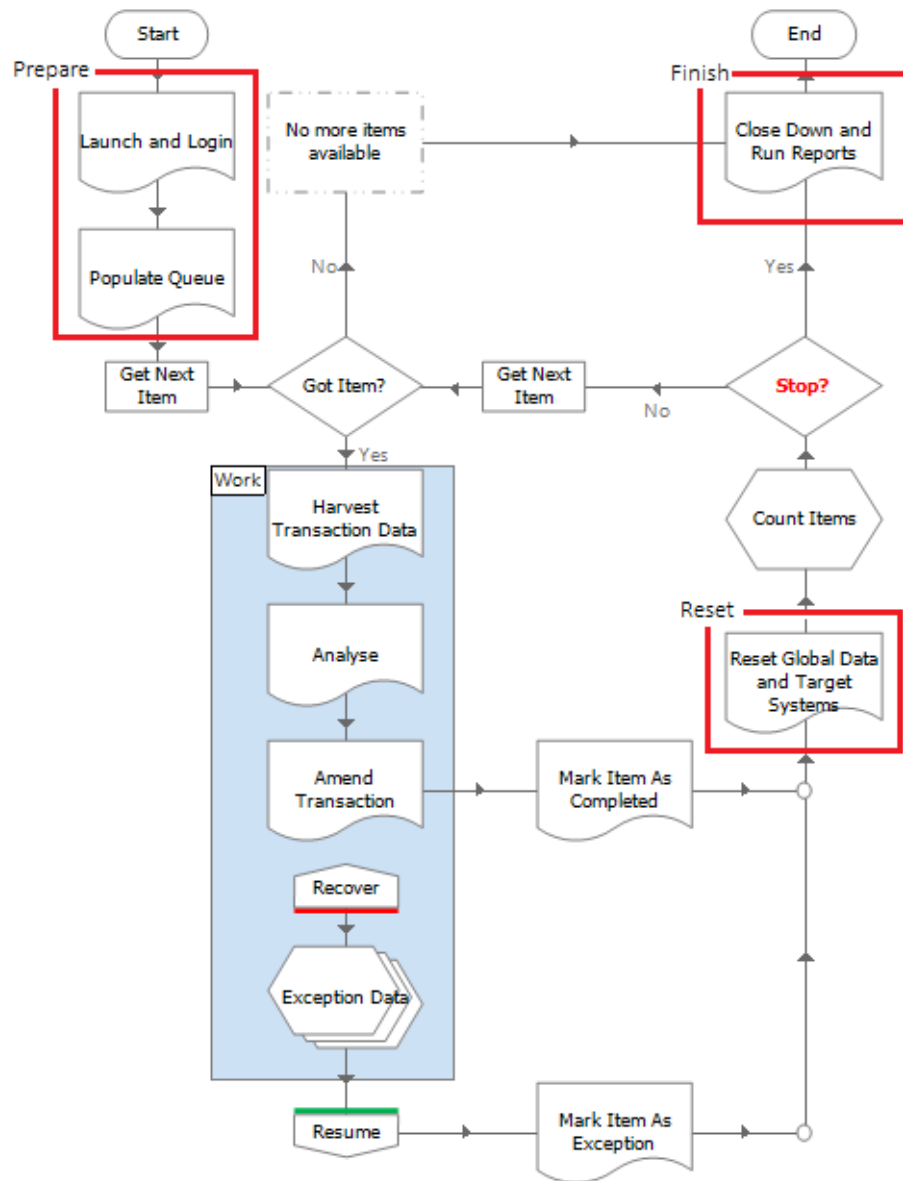 Start
End
Prepare
Finish
Launch and Login
No more items
available
Close Down and
Run Reports
Populate Queue
No
Yes
Get Next
Item
Got Item?
Get Next
Item
No
Stop?
Yes
Work
Harvest
Transaction Data
Count Items
Analyse
Reset
Reset Global Data
and Target
Systems
Amend
Transaction
Mark Item As
Completed
Recover
Exception Data
Resume
Mark Item As
Exception